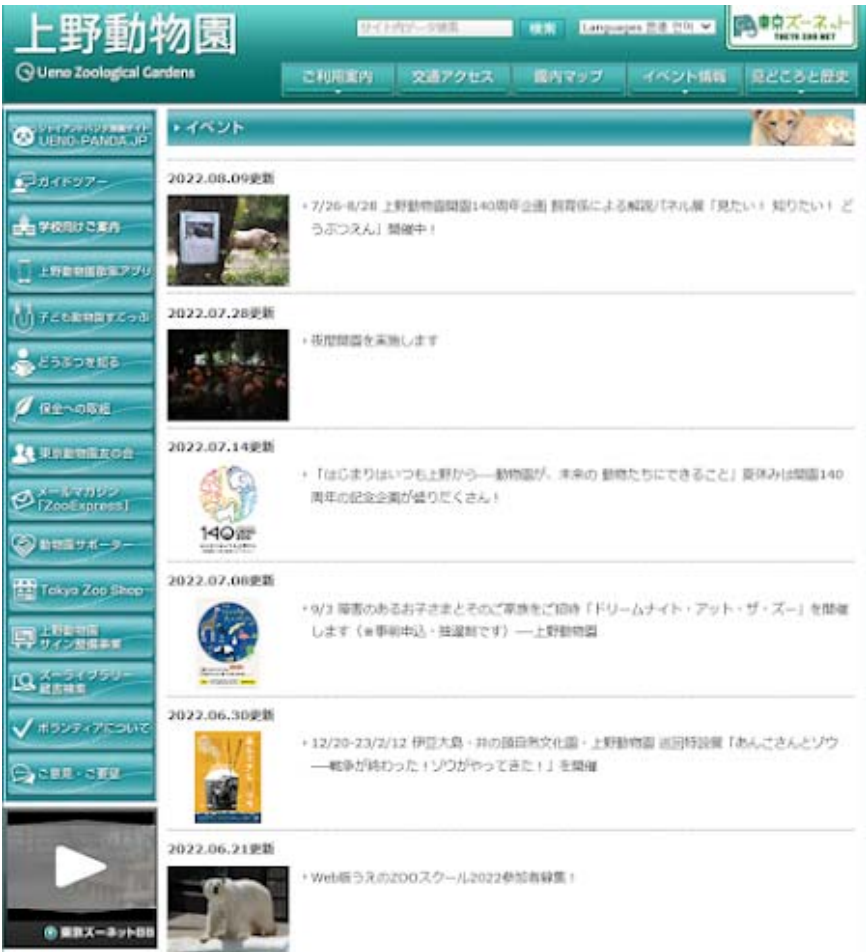 上野動物園
Ueno Zoological Gardens
サイト内データ検索
検索
Languages
東京ズーネット
TOKYO ZOO NET
ご利用案内
交通アクセス
園内マップ
イベント情報
見どころと歴史
UENO-PANDA.JP
ガイドツアー
学校向けご案内
上野動物園散策アプリ
子ども動物園すてっぷ
どうぶつを知る
保全への取組
東京動物園友の会
メールマガジン
「ZooExpress」
動物園サポーター
Tokyo Zoo Shop
上野動物園
サイン整備事業
ズーライブラリー
蔵書検索
ボランティアについて
ご意見・ご要望
東京ズーネットBB
イベント
2022.08.09更新
7/26-8/28 上野動物園開園140周年企画 飼育係による解説パネル展「見たい! 知りたい! ど
うぶつえん」開催中!
2022.07.28更新
夜間開園を実施します
2022.07.14更新
「はじまりはいつも上野から──動物園が、未来の 動物たちにできること」夏休みは開園140
周年の記念企画が盛りだくさん!
140
2022.07.08更新
9/3 障害のあるお子さまとそのご家族をご招待「ドリームナイト・アット・ザ・ズー」を開催
します(※事前申込・抽選制です)──上野動物園
2022.06.30更新
12/20-23/2/12 伊豆大島・井の頭自然文化園・上野動物園 巡回特設展「あんこさんとゾウ
──戦争が終わった!ゾウがやってきた!」を開催
2022.06.21更新
Web版うえのZOOスクール2022参加者募集!